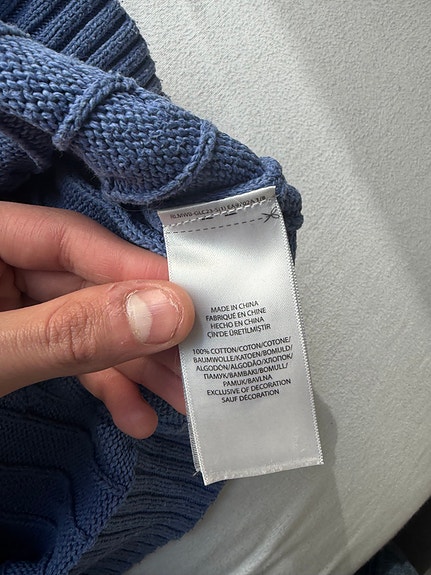 MADE IN CHINA
FABRIQUÉ EN CHINE
HECHO EN CHINA
ÇİN'DE ÜRETİLMİŞTİR
100% COTTON/COTON/COTONE/
BAUMWOLLE/KATOEN/BOMULD/
ALGODÓN/ALGODÃO/ХЛОПОК/
ПАМУК/BAMBAKI/BOMULL/
PAMUK/BAVLNA
EXCLUSIVE OF DECORATION
SAUF DÉCORATION